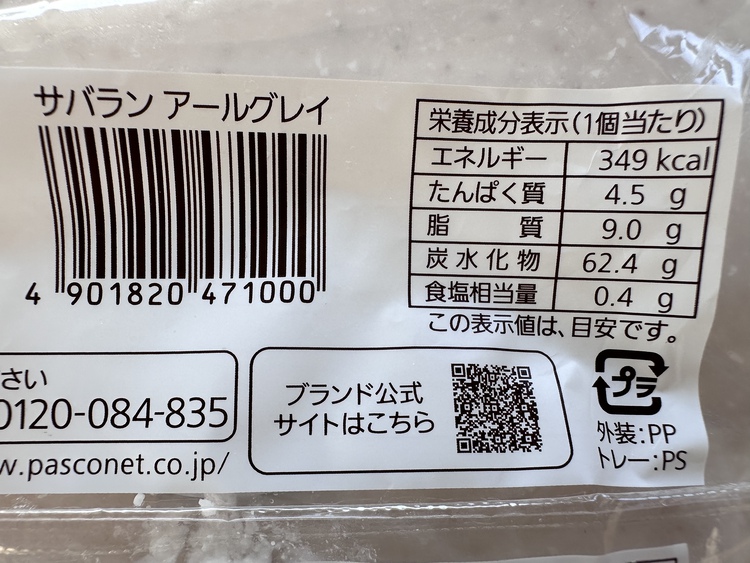 サバラン アールグレイ
4 901820 471000
栄養成分表示(1個当たり)
エネルギー 349 kcal
たんぱく質 4.5 g
脂質 9.0 g
炭水化物 62.4 g
食塩相当量 0.4 g
この表示値は、目安です。
さい
0120-084-835
w.pasconet.co.jp/
ブランド公式
サイトはこちら
プラ
外装:PP
トレー:PS